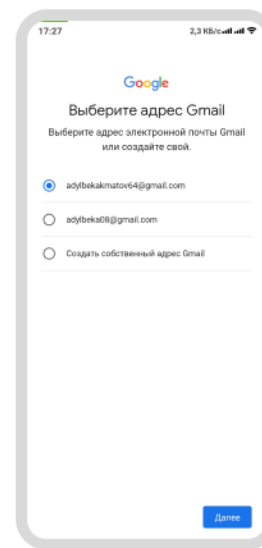 17:27 2,3 КБ/с
Google
Выберите адрес Gmail
Выберите адрес электронной почты Gmail
или создайте свой.
adylbekakmatov64@gmail.com
adylbeka08@gmail.com
Создать собственный адрес Gmail
Далее